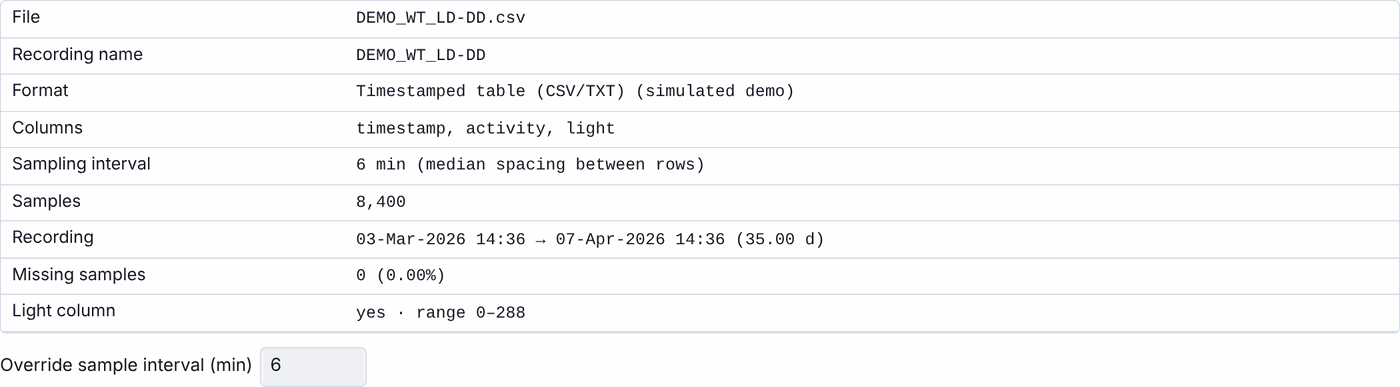 File DEMO_WT_LD-DD.csv
Recording name DEMO_WT_LD-DD
Format Timestamped table (CSV/TXT) (simulated demo)
Columns timestamp, activity, light
Sampling interval 6 min (median spacing between rows)
Samples 8,400
Recording 03-Mar-2026 14:36 → 07-Apr-2026 14:36 (35.00 d)
Missing samples 0 (0.00%)
Light column yes · range 0–288
Override sample interval (min) 6